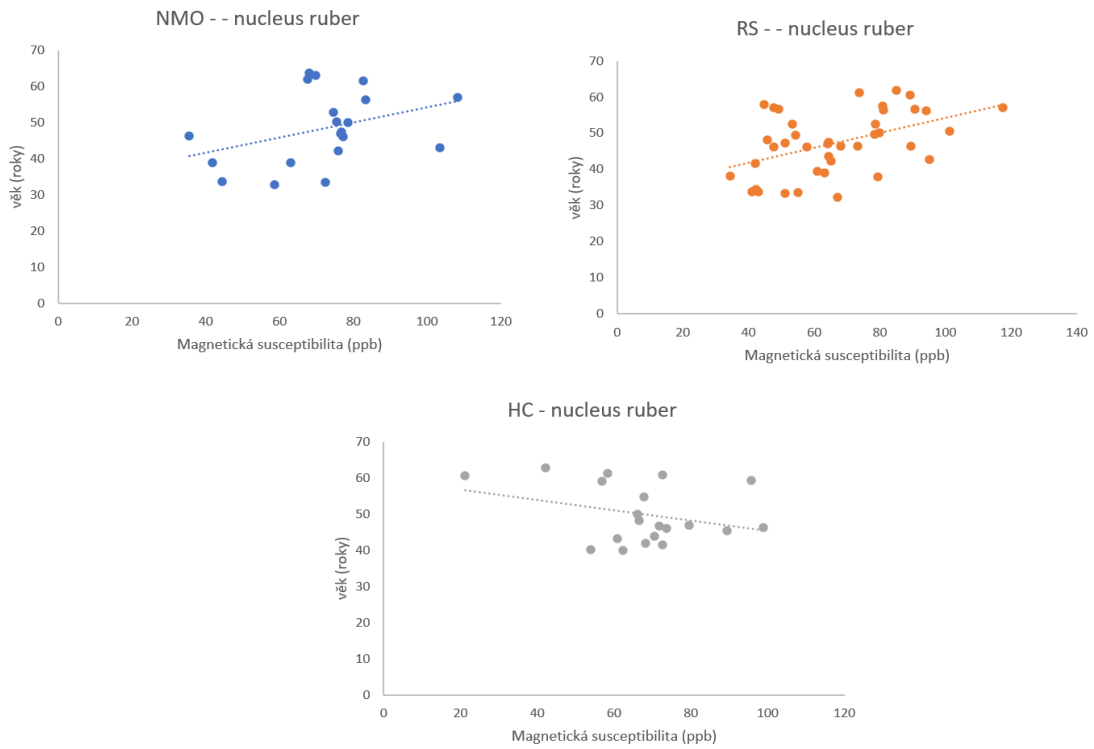 NMO - - nucleus ruber
70
60
50
40
30
20
10
0
věk (roky)
0 20 40 60 80 100 120
Magnetická susceptibilita (ppb)
RS - - nucleus ruber
70
60
50
40
30
20
10
0
věk (roky)
0 20 40 60 80 100 120 140
Magnetická susceptibilita (ppb)
HC - nucleus ruber
70
60
50
40
30
20
10
0
věk (roky)
0 20 40 60 80 100 120
Magnetická susceptibilita (ppb)